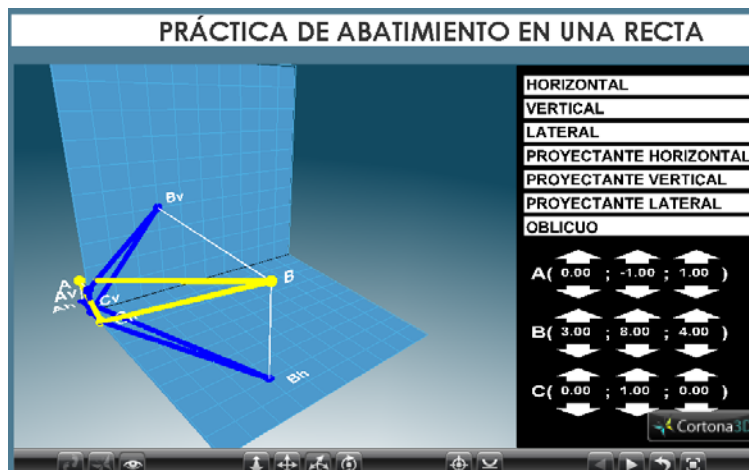 PRÁCTICA DE ABATIMIENTO EN UNA RECTA
HORIZONTAL
VERTICAL
LATERAL
PROYECTANTE HORIZONTAL
PROYECTANTE VERTICAL
PROYECTANTE LATERAL
OBLICUO
A( 0.00 ; -1.00 ; 1.00 )
B( 3.00 ; 8.00 ; 4.00 )
C( 0.00 ; 1.00 ; 0.00 )
Cortona3D
Bv
B
A
Av
Cv
Bh